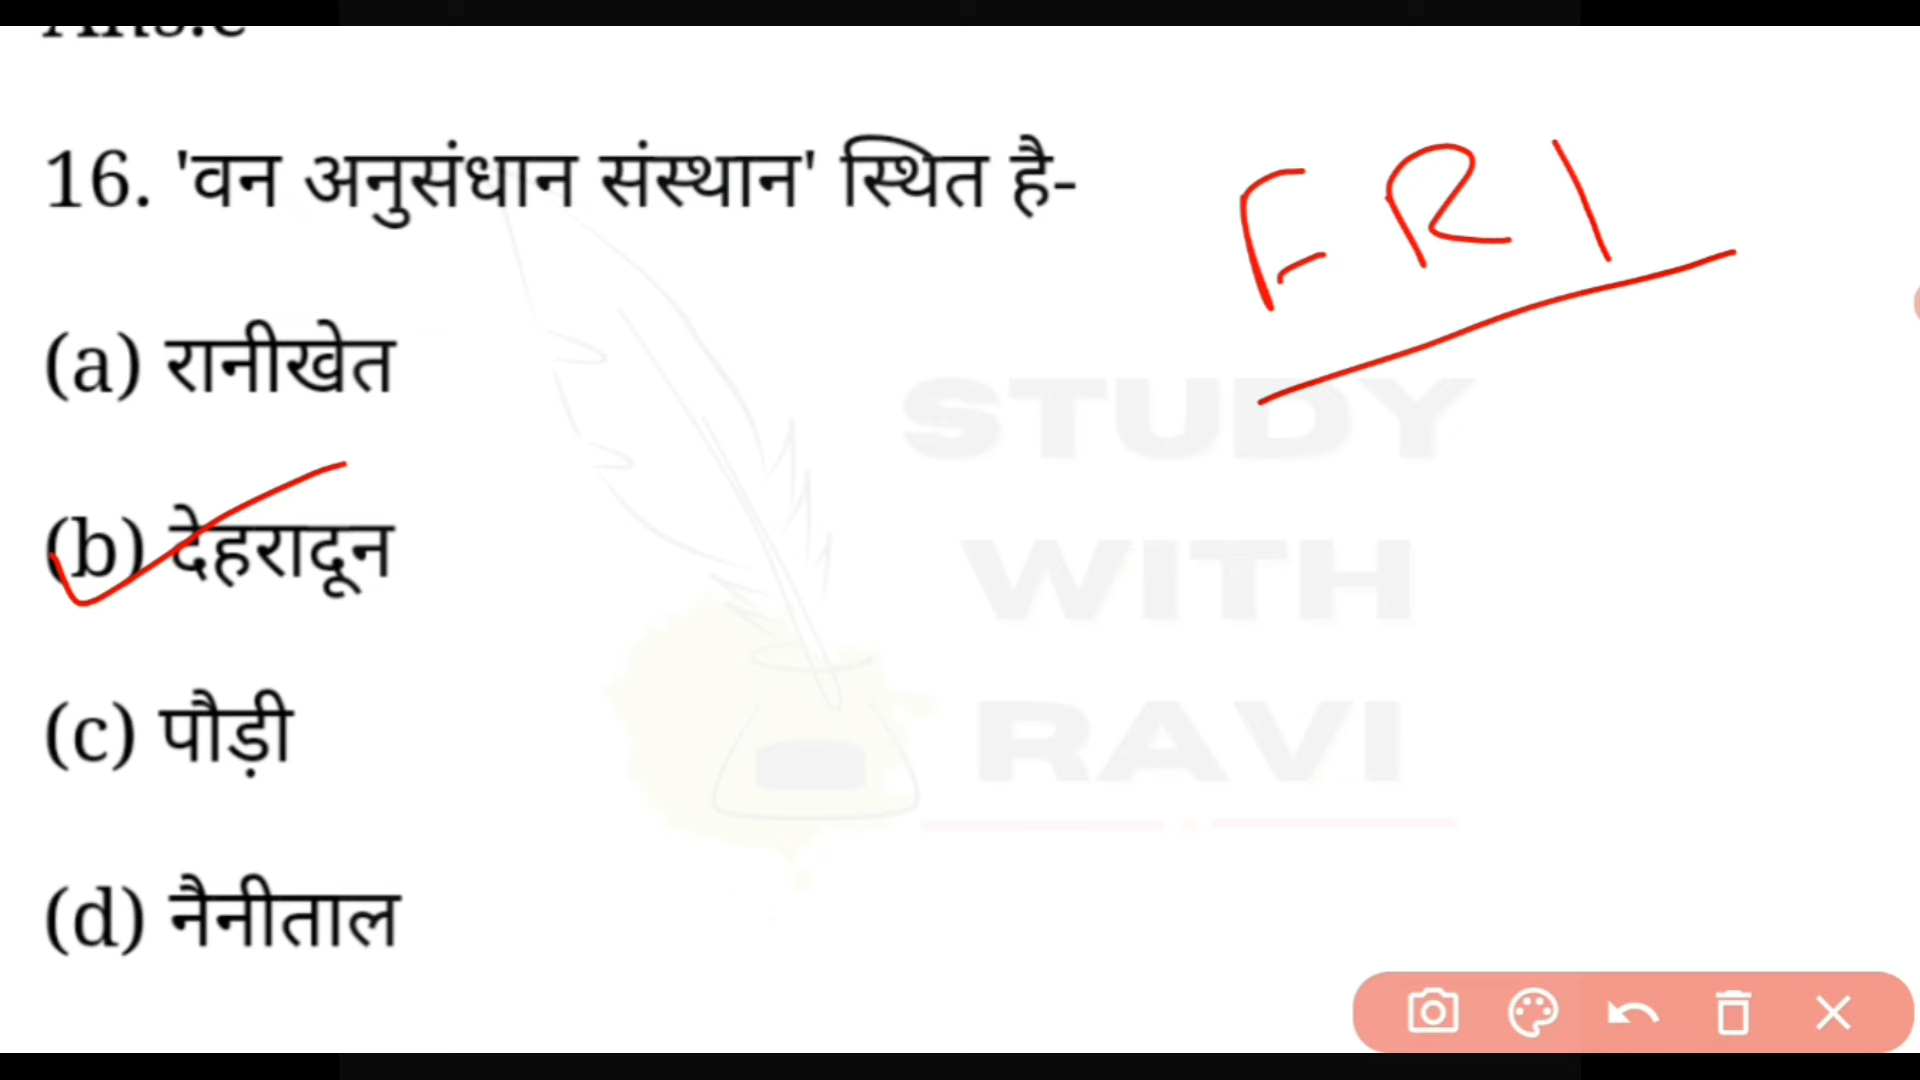 16. 'वन अनुसंधान संस्थान' स्थित है-
FRI
(a) रानीखेत
(b) देहरादून
(c) पौड़ी
(d) नैनीताल
STUDY
WITH
RAVI